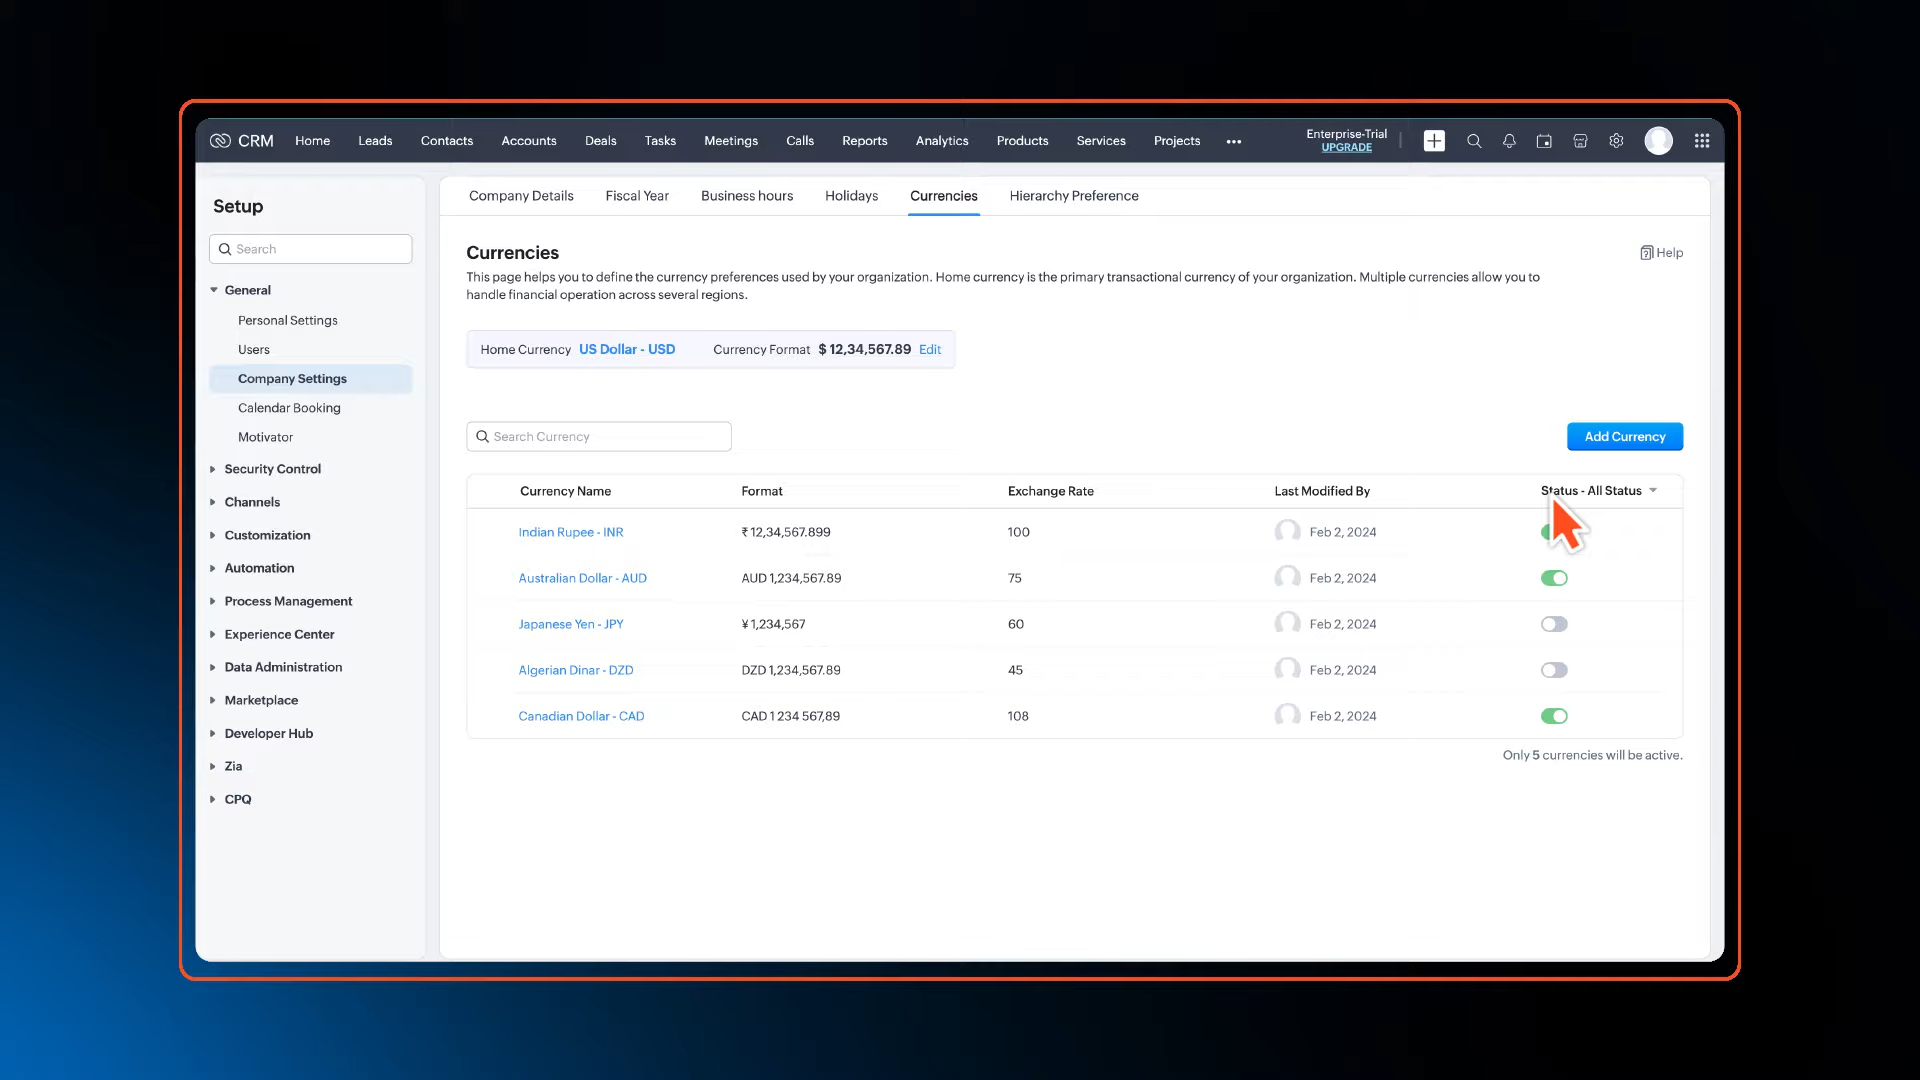 CRM Home Leads Contacts Accounts Deals Tasks Meetings Calls Reports Analytics Products Services Projects ••• Enterprise-Trial
UPGRADE
Setup
Search
General
Personal Settings
Users
Company Settings
Calendar Booking
Motivator
Security Control
Channels
Customization
Automation
Process Management
Experience Center
Data Administration
Marketplace
Developer Hub
Zia
CPQ
Company Details Fiscal Year Business hours Holidays Currencies Hierarchy Preference
Currencies
Help
This page helps you to define the currency preferences used by your organization. Home currency is the primary transactional currency of your organization. Multiple currencies allow you to
handle financial operation across several regions.
Home Currency US Dollar - USD Currency Format $ 12,34,567.89 Edit
Search Currency
Add Currency
Currency Name Format Exchange Rate Last Modified By Status - All Status
Indian Rupee - INR ₹ 12,34,567.899 100 Feb 2, 2024
Australian Dollar - AUD AUD 1,234,567.89 75 Feb 2, 2024
Japanese Yen - JPY ¥ 1,234,567 60 Feb 2, 2024
Algerian Dinar - DZD DZD 1,234,567.89 45 Feb 2, 2024
Canadian Dollar - CAD CAD 1 234 567,89 108 Feb 2, 2024
Only 5 currencies will be active.